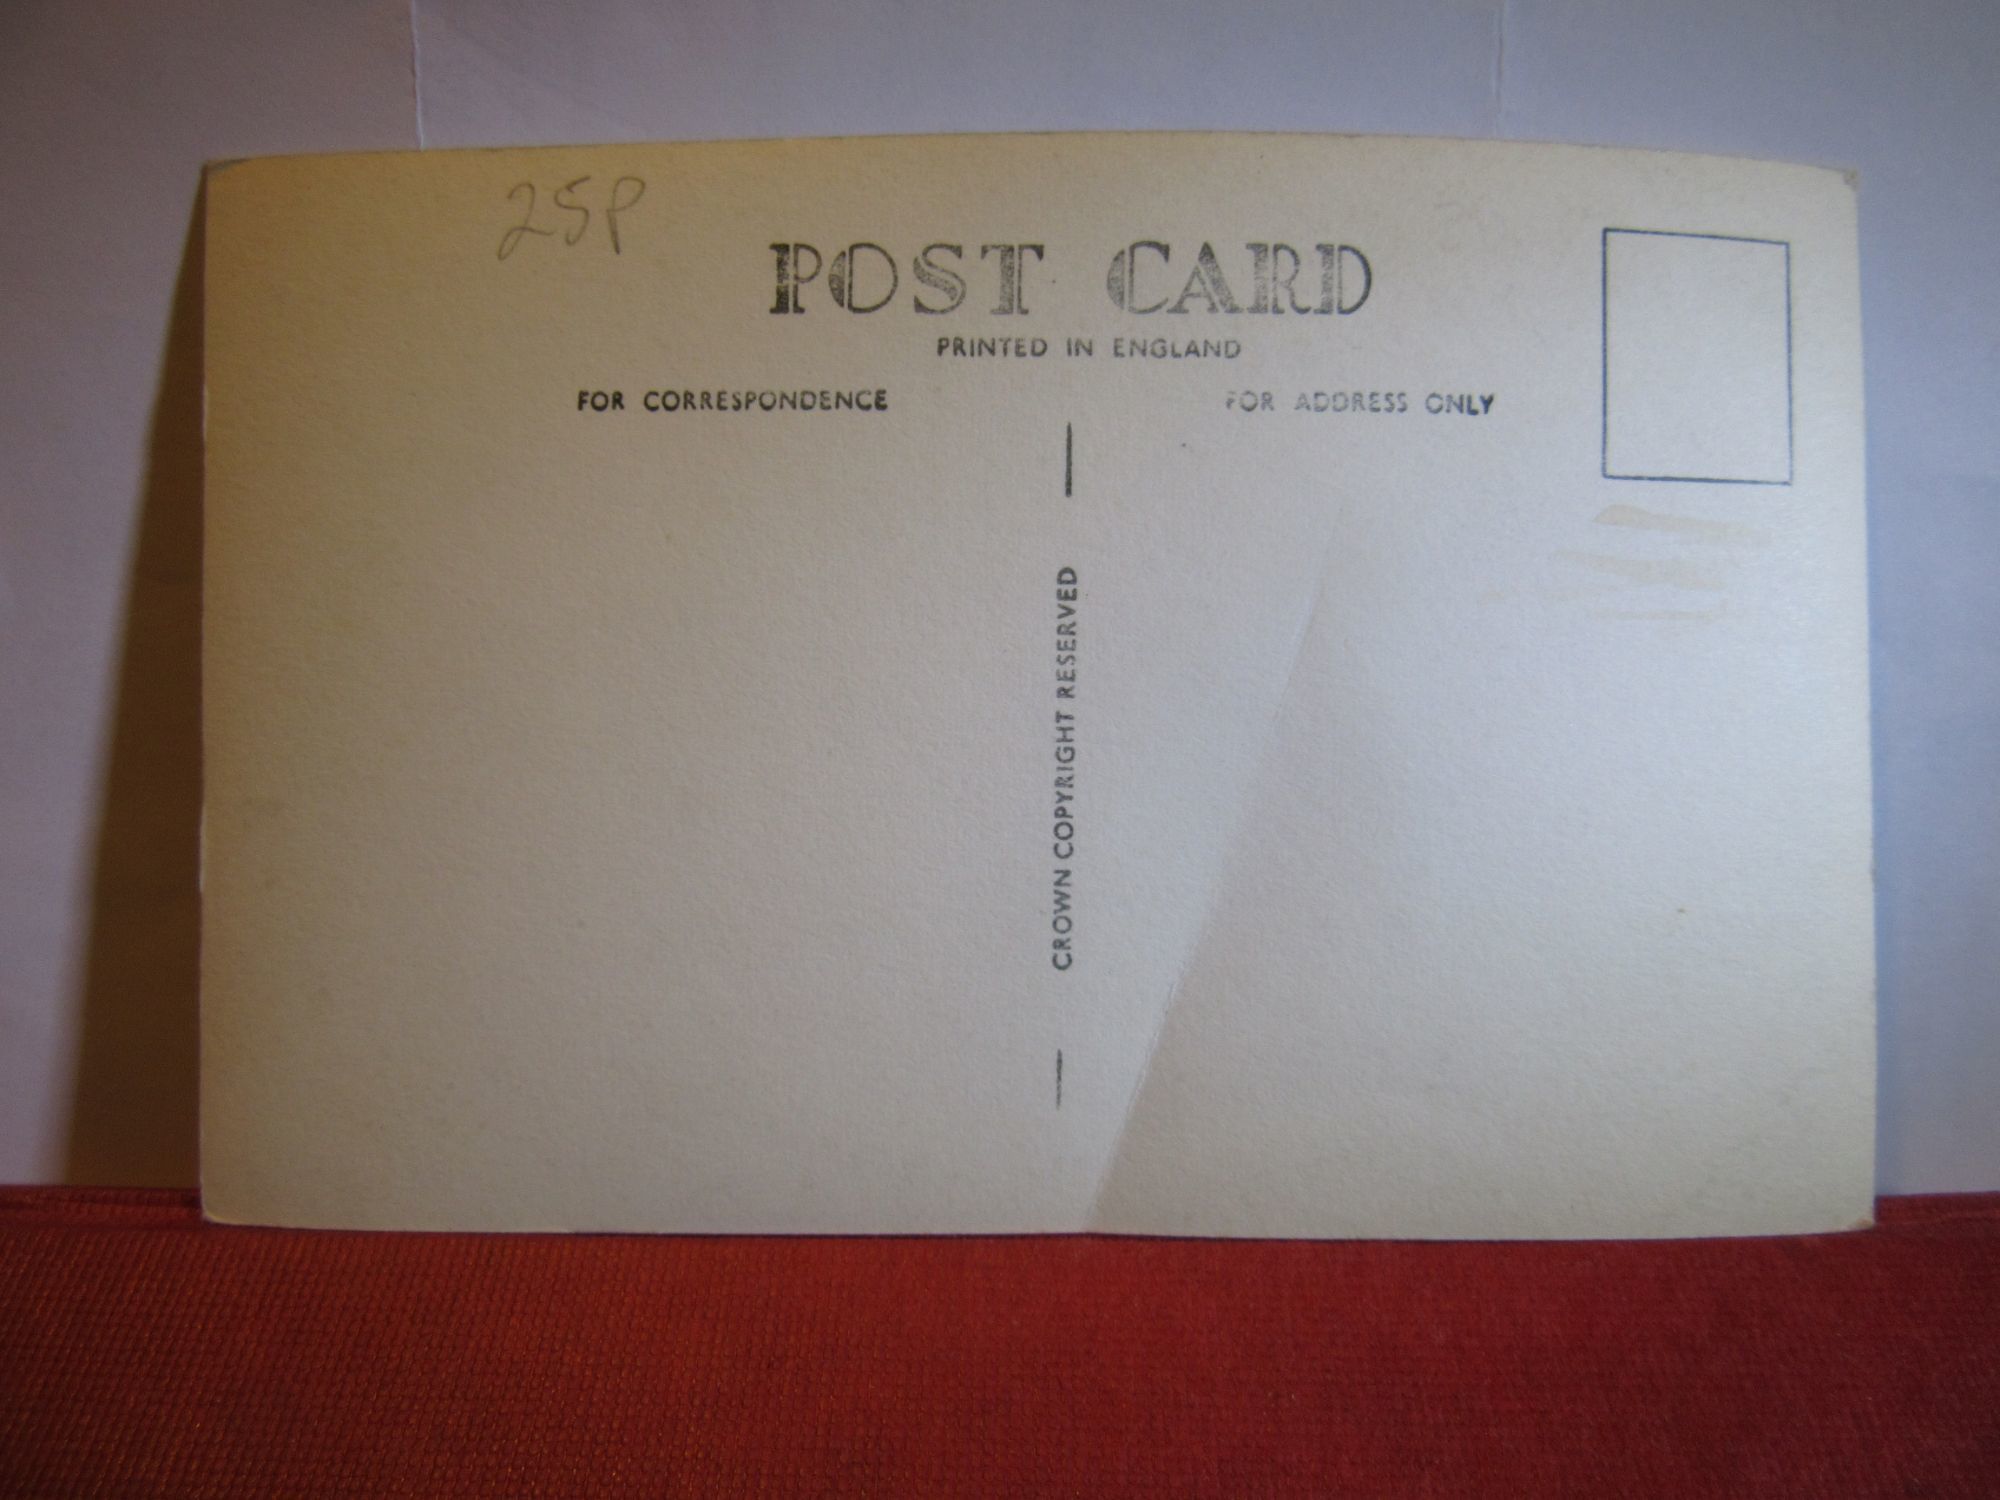 25P
POST CARD
PRINTED IN ENGLAND
FOR CORRESPONDENCE
FOR ADDRESS ONLY
CROWN COPYRIGHT RESERVED